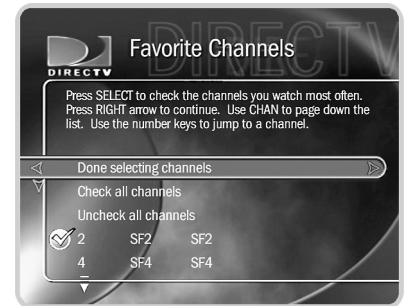 DIRECTV
Favorite Channels
DIRECTV
Press SELECT to check the channels you watch most often.
Press RIGHT arrow to continue. Use CHAN to page down the
list. Use the number keys to jump to a channel.
Done selecting channels
Check all channels
Uncheck all channels
2 SF2 SF2
4 SF4 SF4